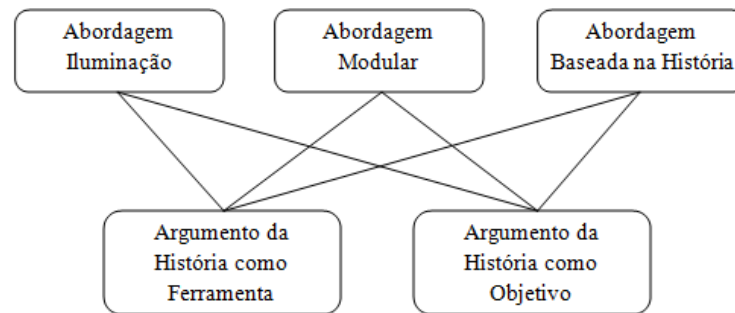 Abordagem
Iluminação
Abordagem
Modular
Abordagem
Baseada na História
Argumento da
História como
Ferramenta
Argumento da
História como
Objetivo